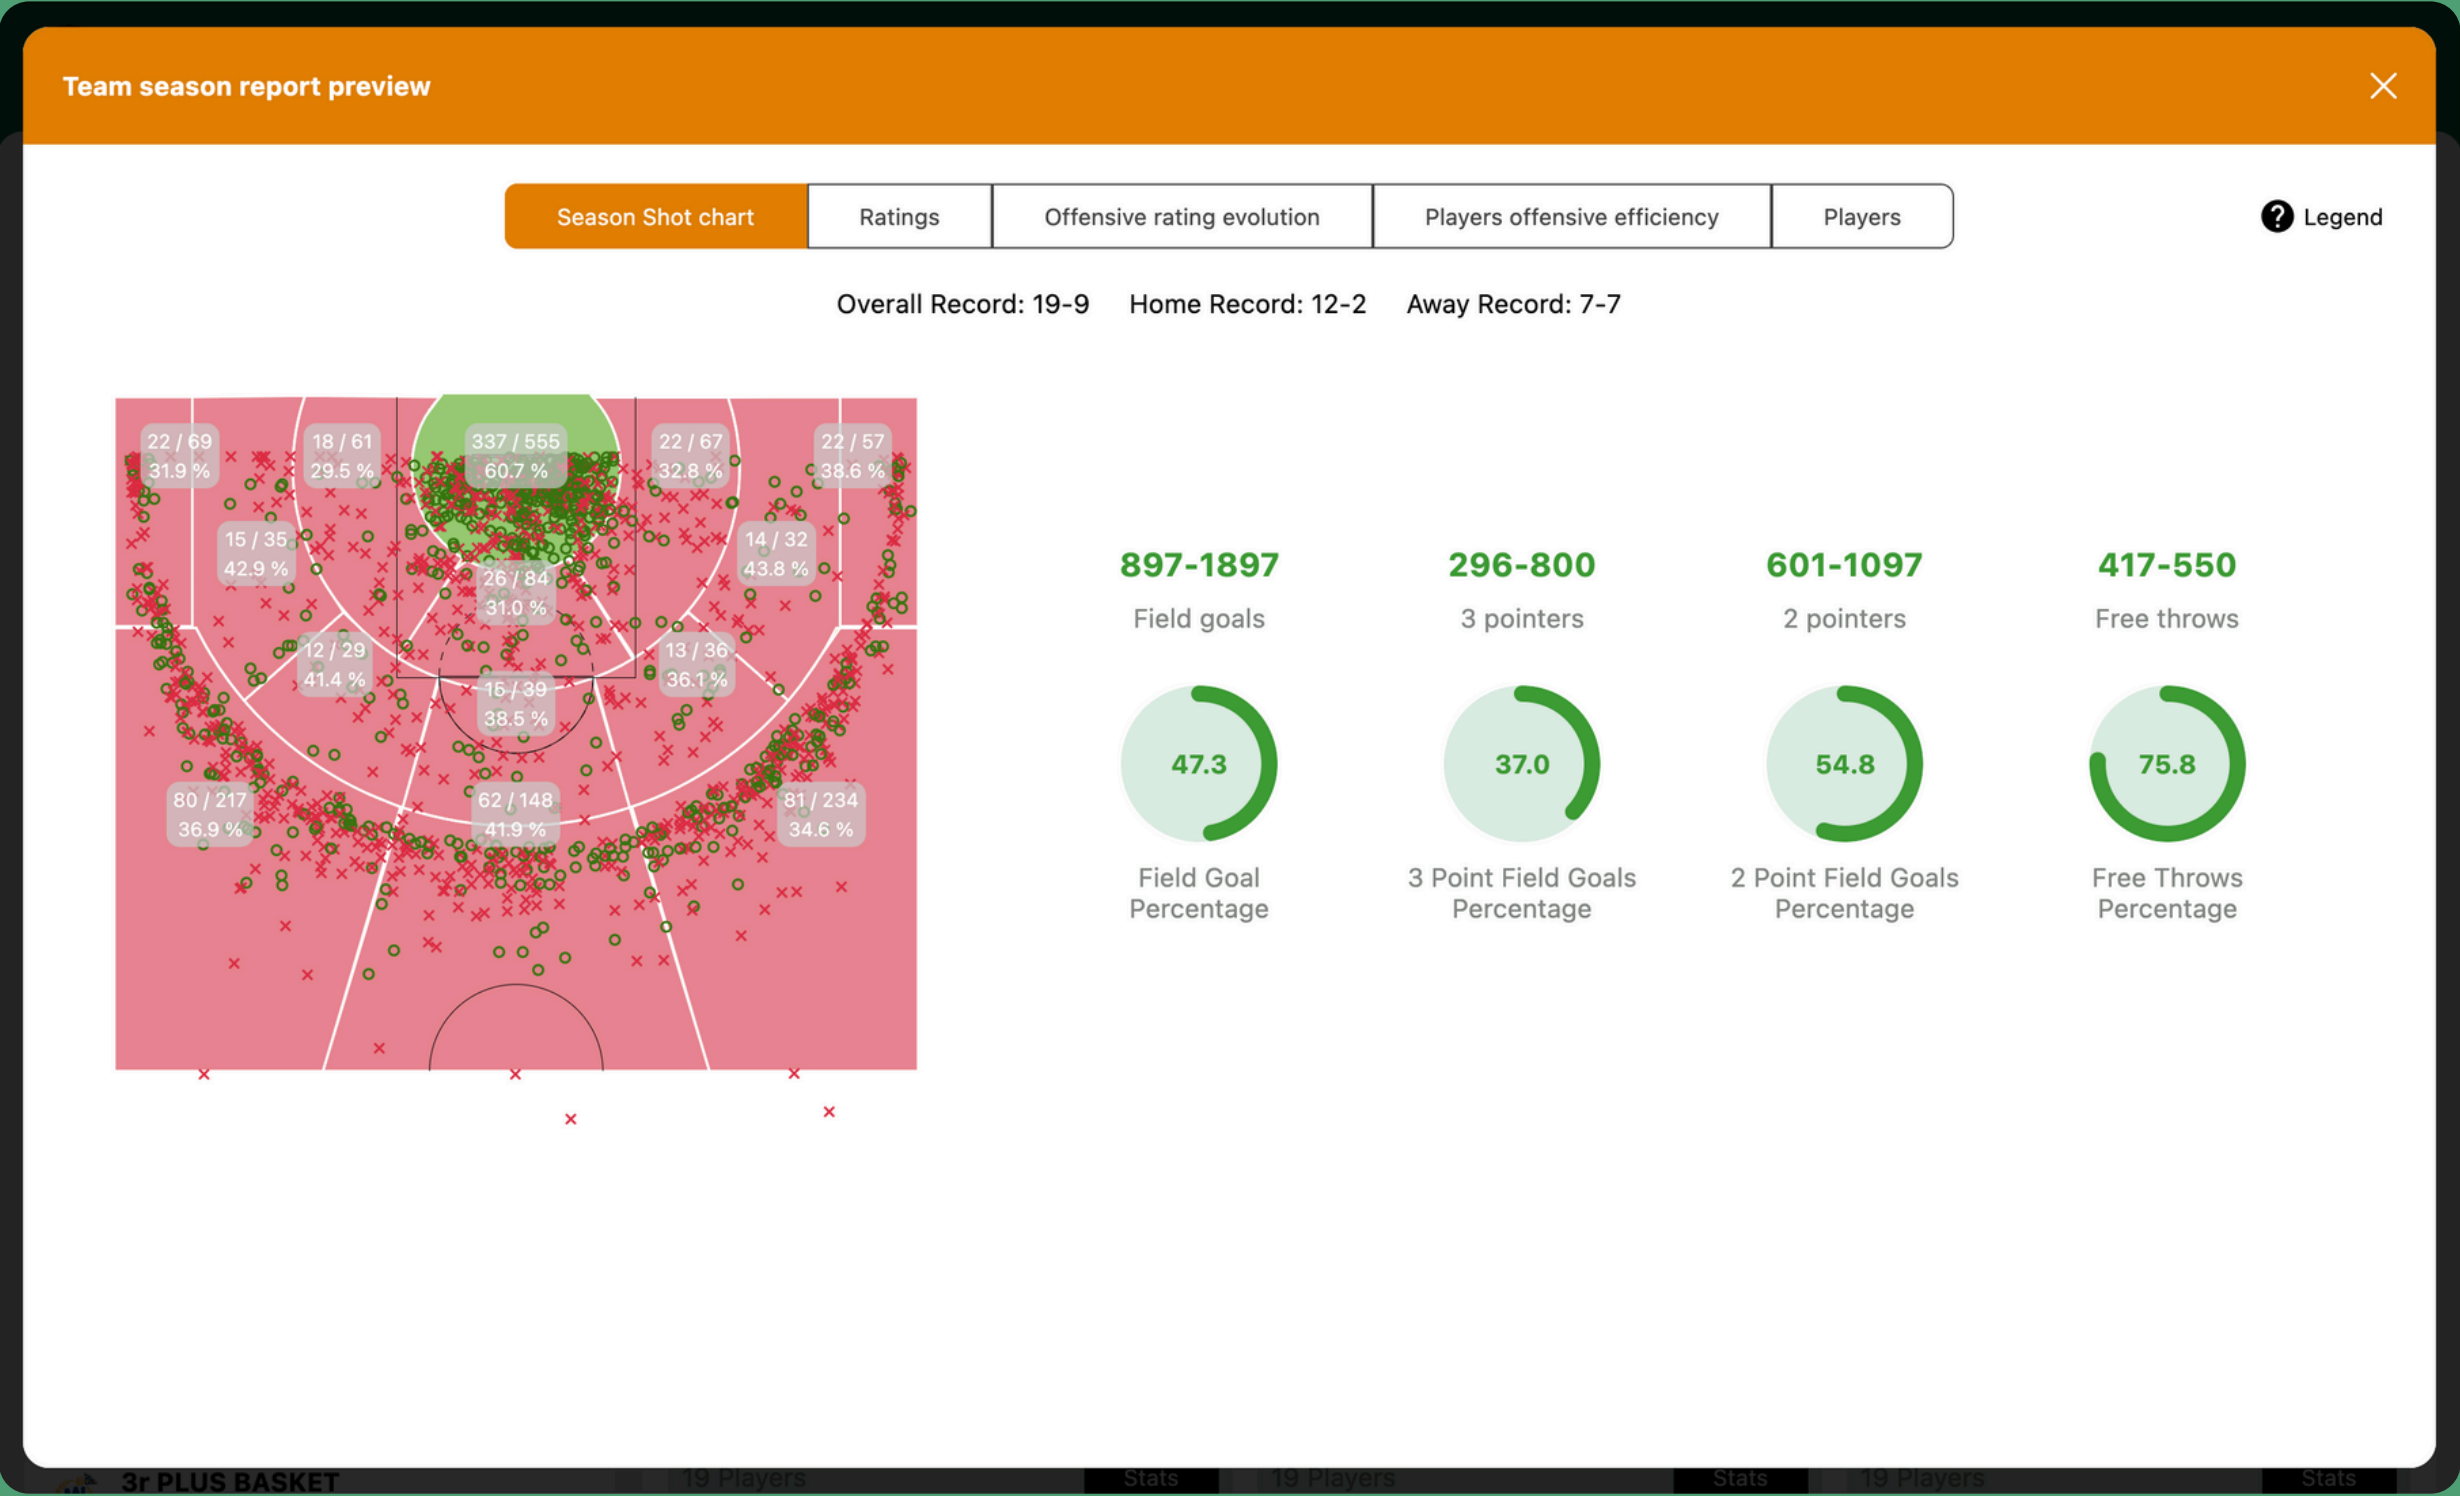 Team season report preview
Season Shot chart
Ratings
Offensive rating evolution
Players offensive efficiency
Players
? Legend
Overall Record: 19-9 Home Record: 12-2 Away Record: 7-7
22 / 69
31.9 %
18 / 61
29.5 %
337 / 555
60.7 %
22 / 67
32.8 %
22 / 57
38.6 %
15 / 35
42.9 %
14 / 32
43.8 %
26 / 84
31.0 %
12 / 29
41.4 %
13 / 36
36.1 %
15 / 39
38.5 %
80 / 217
36.9 %
62 / 148
41.9 %
81 / 234
34.6 %
897-1897
Field goals
47.3
Field Goal
Percentage
296-800
3 pointers
37.0
3 Point Field Goals
Percentage
601-1097
2 pointers
54.8
2 Point Field Goals
Percentage
417-550
Free throws
75.8
Free Throws
Percentage
3r PLUS BASKET
19 Players
Stats
19 Players
Stats
19 Players
Stats